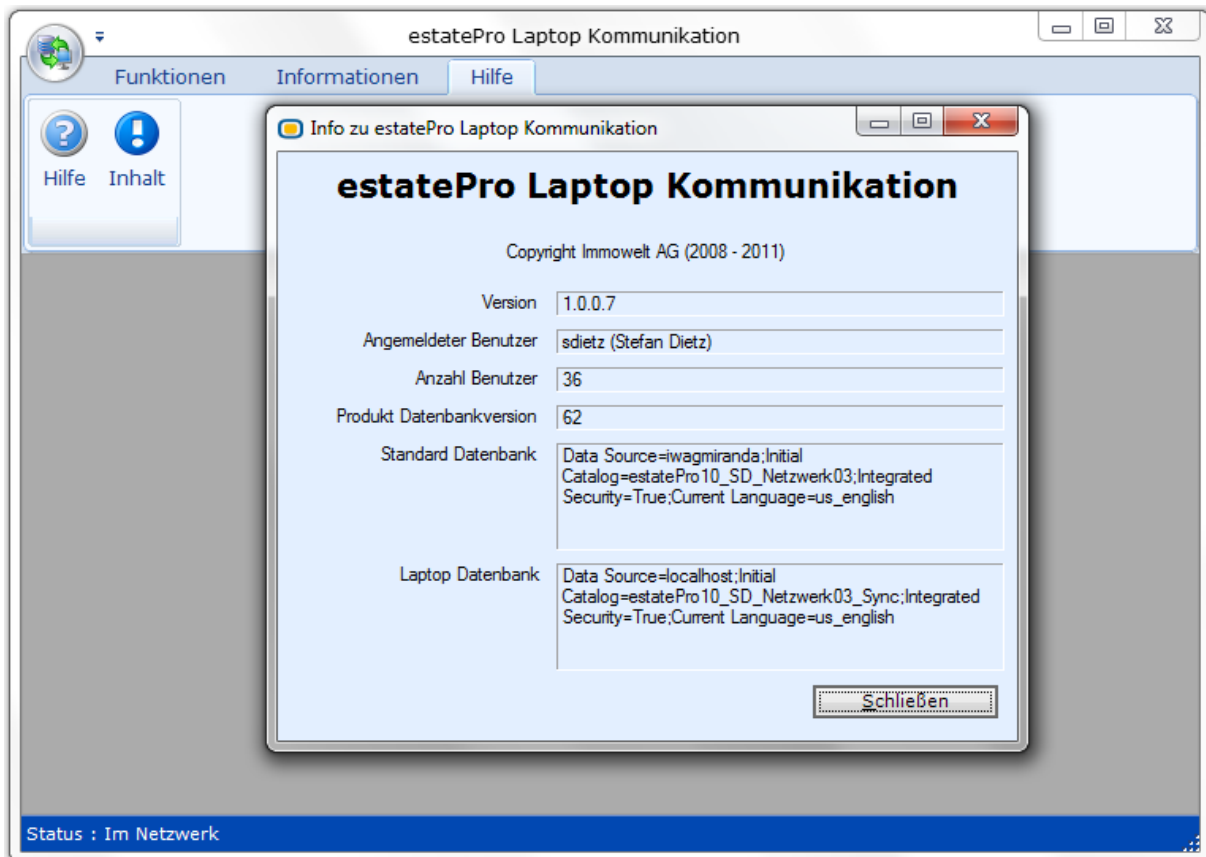 estatePro Laptop Kommunikation
Funktionen Informationen Hilfe
Hilfe Inhalt
Info zu estatePro Laptop Kommunikation
estatePro Laptop Kommunikation
Copyright Immowelt AG (2008 - 2011)
Version 1.0.0.7
Angemeldeter Benutzer sdietz (Stefan Dietz)
Anzahl Benutzer 36
Produkt Datenbankversion 62
Standard Datenbank Data Source=iwagmiranda;Initial
Catalog=estatePro10_SD_Netzwerk03;Integrated
Security=True;Current Language=us_english
Laptop Datenbank Data Source=localhost;Initial
Catalog=estatePro10_SD_Netzwerk03_Sync;Integrated
Security=True;Current Language=us_english
Schließen
Status : Im Netzwerk